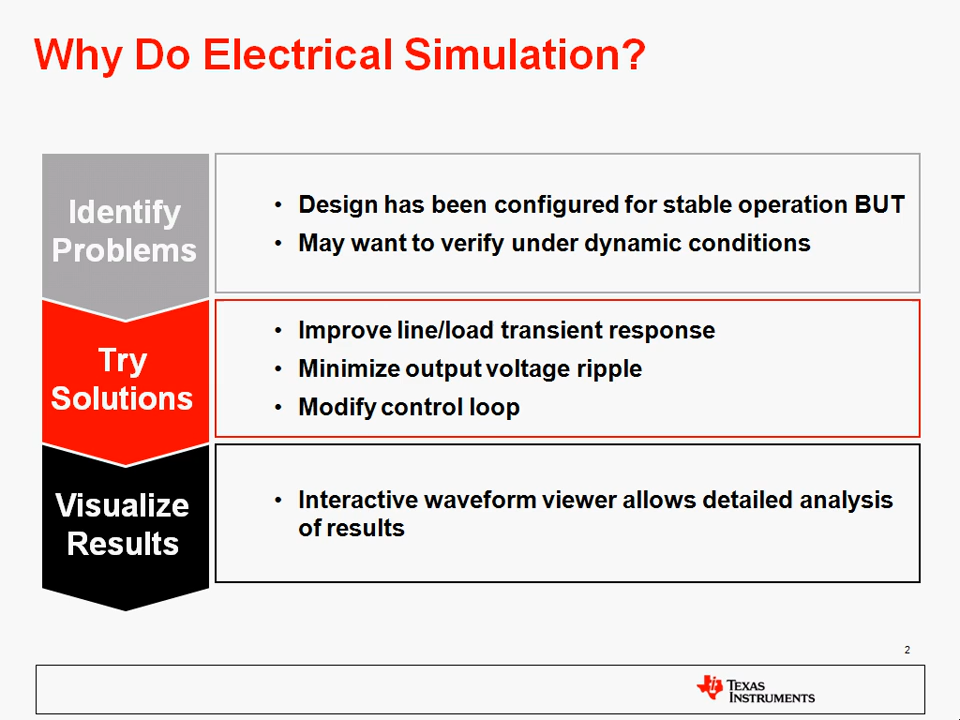 Why Do Electrical Simulation?
Identify
Problems
• Design has been configured for stable operation BUT
• May want to verify under dynamic conditions
Try
Solutions
• Improve line/load transient response
• Minimize output voltage ripple
• Modify control loop
Visualize
Results
• Interactive waveform viewer allows detailed analysis
of results
2
TEXAS
INSTRUMENTS